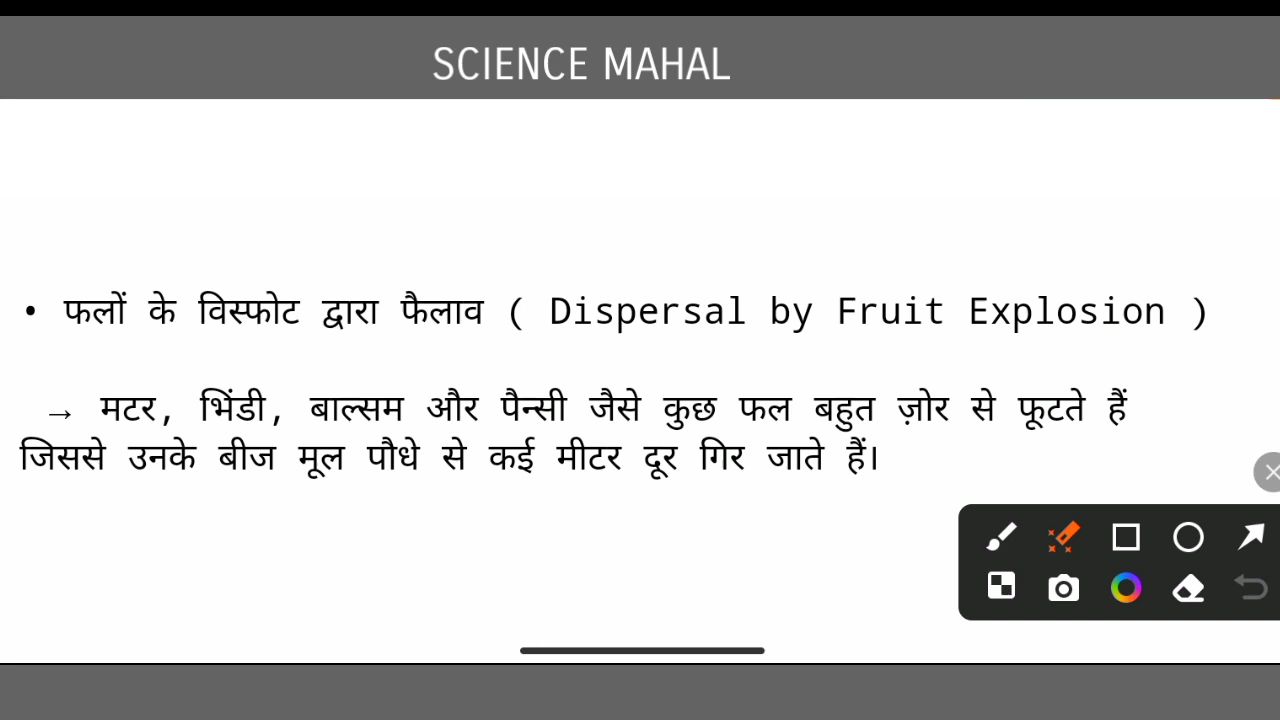 SCIENCE MAHAL
• फलों के विस्फोट द्वारा फैलाव ( Dispersal by Fruit Explosion )
→ मटर, भिंडी, बाल्सम और पैन्सी जैसे कुछ फल बहुत ज़ोर से फूटते हैं
जिससे उनके बीज मूल पौधे से कई मीटर दूर गिर जाते हैं।